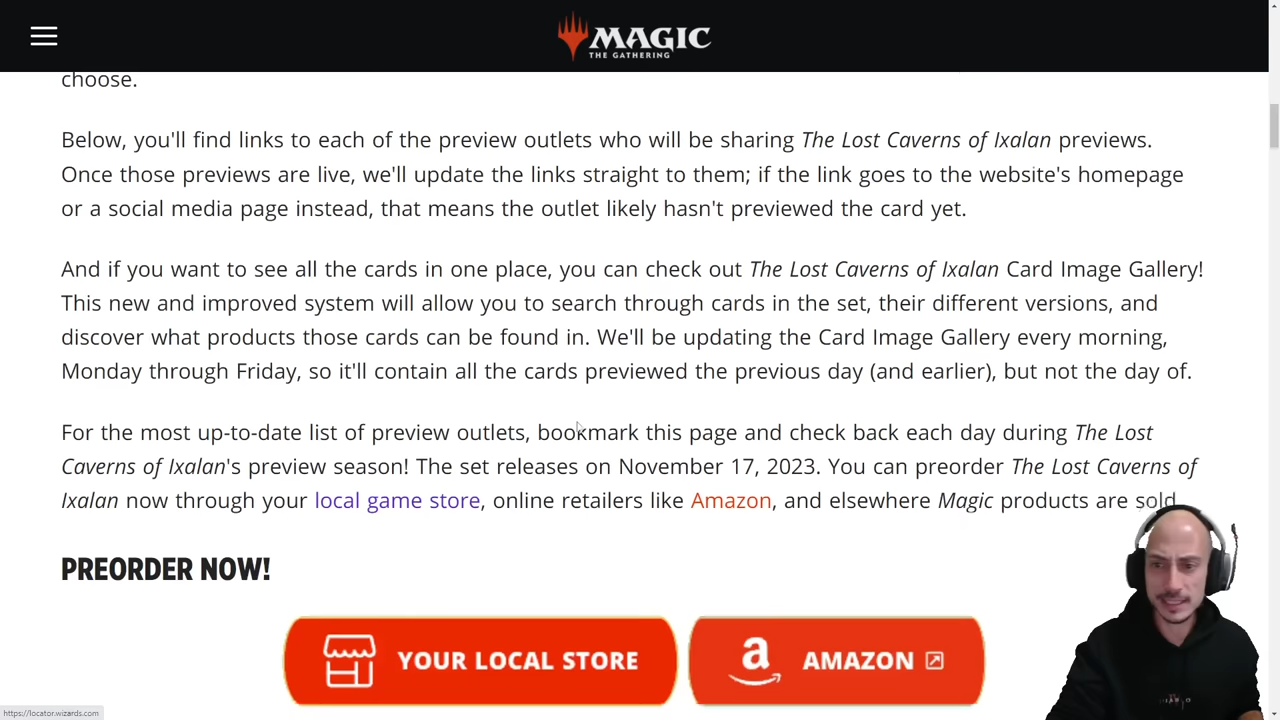 MAGIC
THE GATHERING
choose.
Below, you'll find links to each of the preview outlets who will be sharing The Lost Caverns of Ixalan previews.
Once those previews are live, we'll update the links straight to them; if the link goes to the website's homepage
or a social media page instead, that means the outlet likely hasn't previewed the card yet.
And if you want to see all the cards in one place, you can check out The Lost Caverns of Ixalan Card Image Gallery!
This new and improved system will allow you to search through cards in the set, their different versions, and
discover what products those cards can be found in. We'll be updating the Card Image Gallery every morning,
Monday through Friday, so it'll contain all the cards previewed the previous day (and earlier), but not the day of.
For the most up-to-date list of preview outlets, bookmark this page and check back each day during The Lost
Caverns of Ixalan's preview season! The set releases on November 17, 2023. You can preorder The Lost Caverns of
Ixalan now through your local game store, online retailers like Amazon, and elsewhere Magic products are sold
PREORDER NOW!
YOUR LOCAL STORE
a AMAZON
https://locator.wizards.com